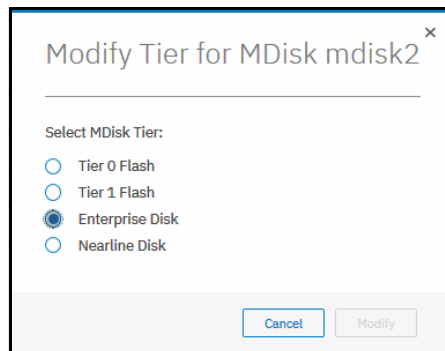 Modify Tier for MDisk mdisk2
Select MDisk Tier:
Tier 0 Flash
Tier 1 Flash
Enterprise Disk
Nearline Disk
Cancel Modify